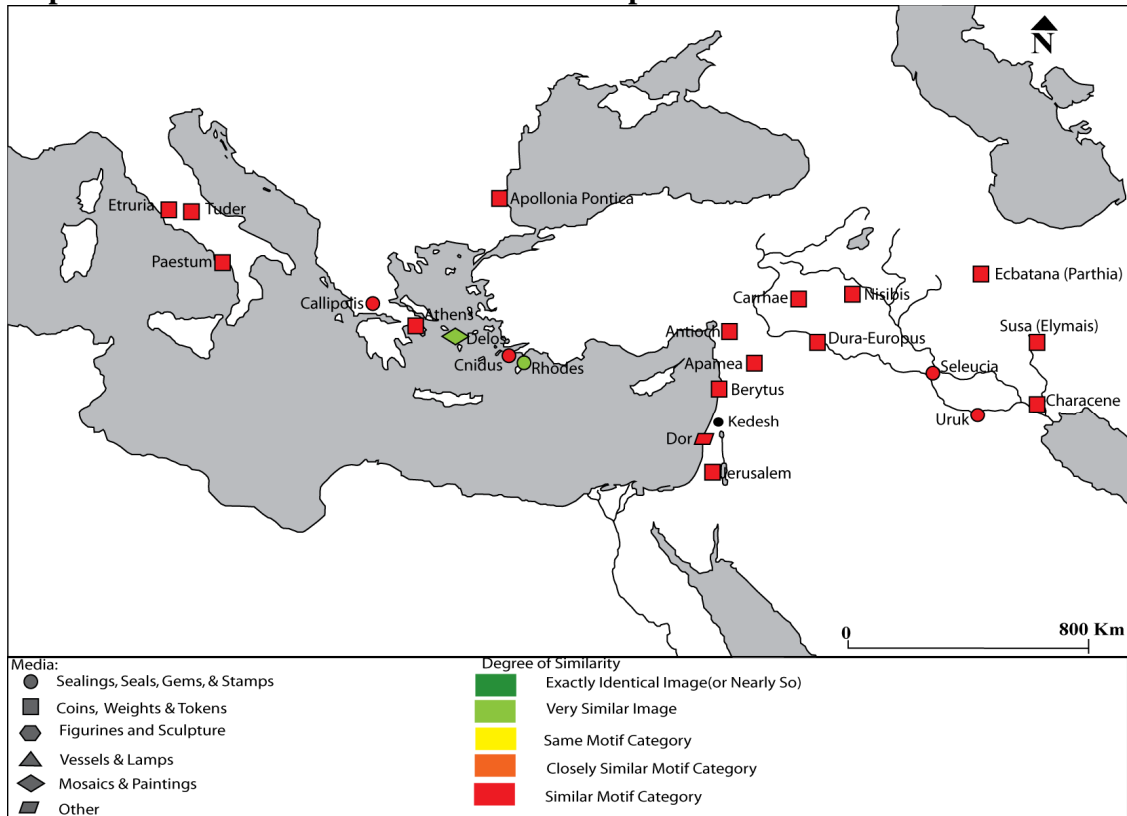 N
Apollonia Pontica
Etruria
Tuder
Paestum
Ecbatana (Parthia)
Callipolis
Carrhae
Nisibis
Athens
Susa (Elymais)
Antioch
Delos
Dura-Europus
Cnidus
Rhodes
Apamea
Seleucia
Berytus
Characene
Kedesh
Uruk
Dor
Jerusalem
0
800 Km
Media:
Sealings, Seals, Gems, & Stamps
Coins, Weights & Tokens
Figurines and Sculpture
Vessels & Lamps
Mosaics & Paintings
Other
Degree of Similarity
Exactly Identical Image(or Nearly So)
Very Similar Image
Same Motif Category
Closely Similar Motif Category
Similar Motif Category